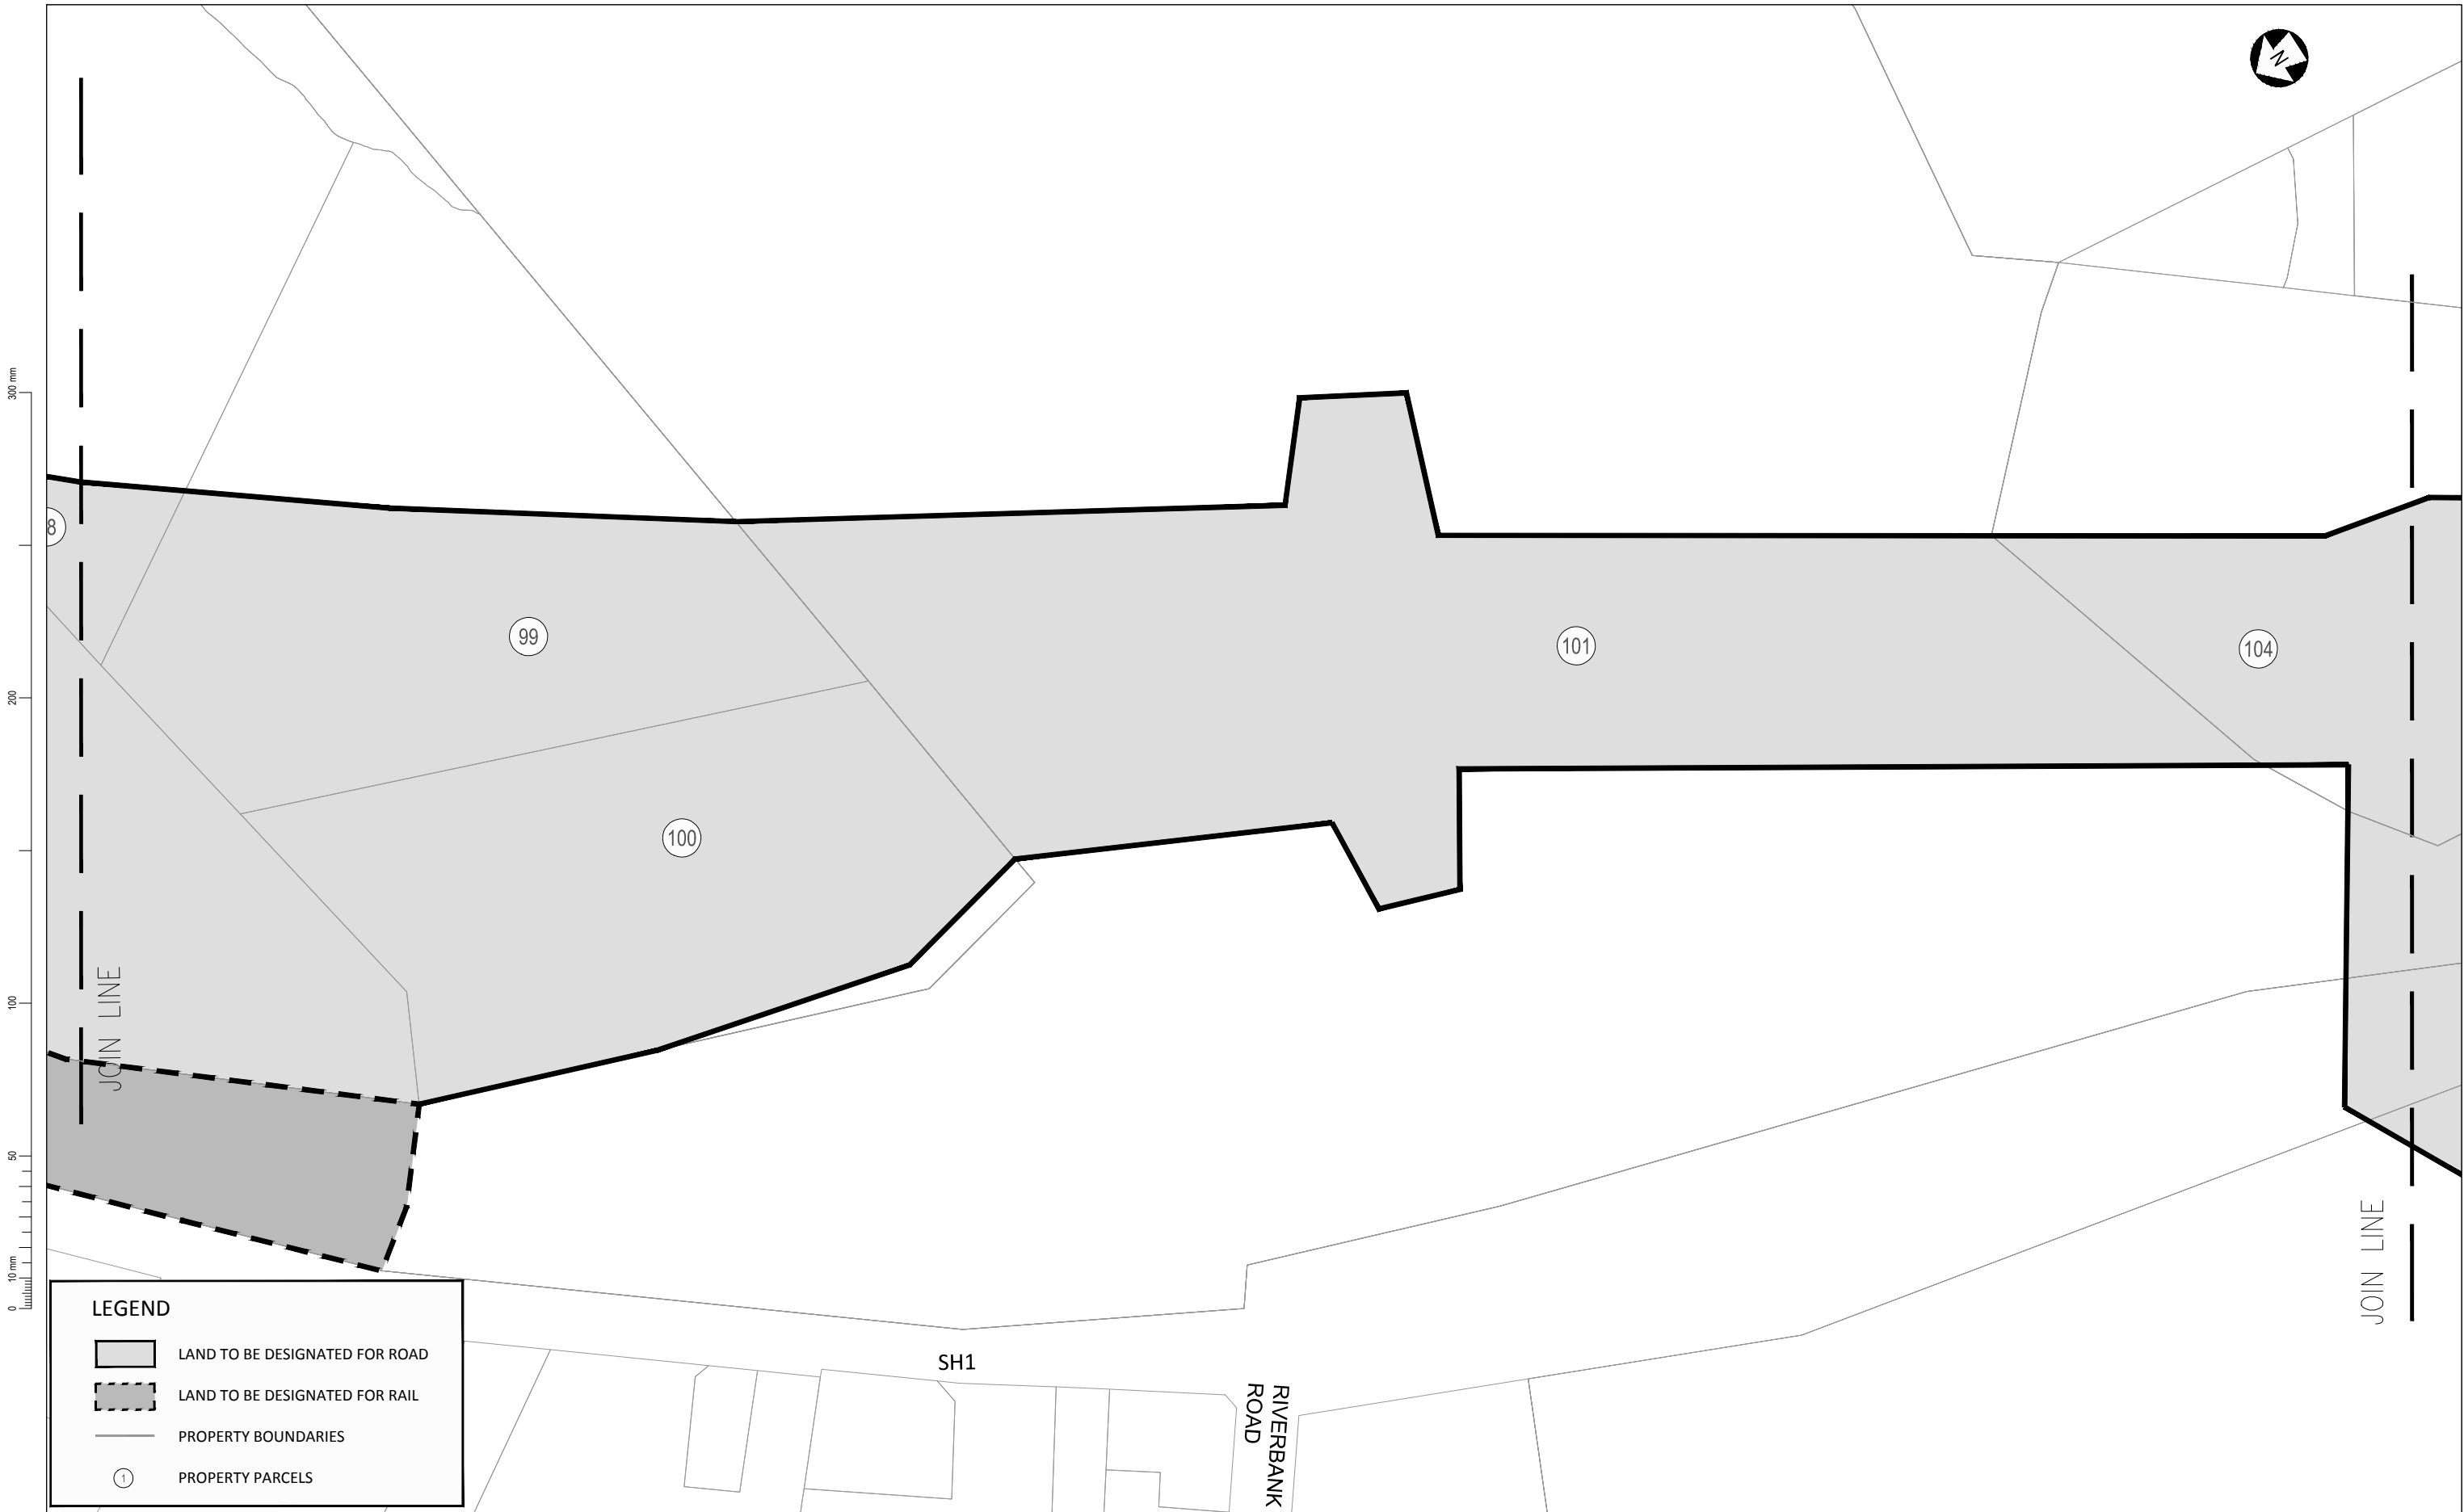 N
300 mm
200
100
50
10 mm
0
8
99
100
101
104
JOIN LINE
JOIN LINE
SH1
RIVERBANK
ROAD
LEGEND
LAND TO BE DESIGNATED FOR ROAD
LAND TO BE DESIGNATED FOR RAIL
PROPERTY BOUNDARIES
1
PROPERTY PARCELS